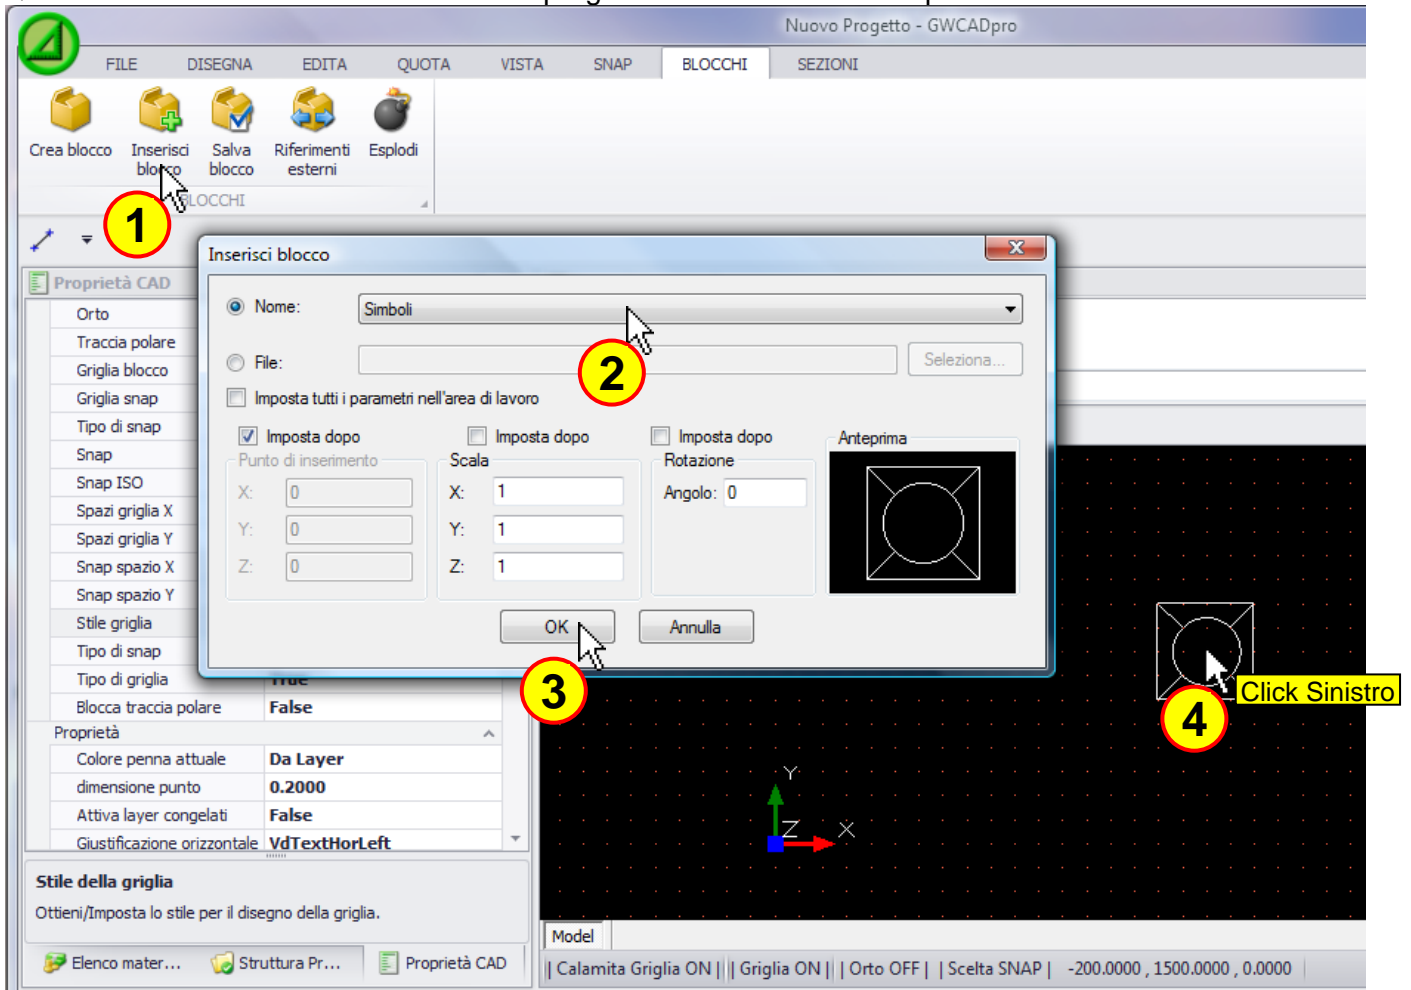 Nuovo Progetto - GWCADpro
FILE DISEGNA EDITA QUOTA VISTA SNAP BLOCCHI SEZIONI
Crea blocco Inserisci blocco Salva blocco Riferimenti esterni Esplodi
BLOCCHI
1
Proprietà CAD
Orto
Traccia polare
Griglia blocco
Griglia snap
Tipo di snap
Snap
Snap ISO
Spazi griglia X
Spazi griglia Y
Snap spazio X
Snap spazio Y
Stile griglia
Tipo di snap
Tipo di griglia True
Blocca traccia polare False
Proprietà
Colore penna attuale Da Layer
dimensione punto 0.2000
Attiva layer congelati False
Giustificazione orizzontale VdTextHorLeft
Stile della griglia
Ottieni/Imposta lo stile per il disegno della griglia.
Elenco mater... Struttura Pr... Proprietà CAD
Inserisci blocco
X
Nome: Simboli
File: Seleziona...
2
Imposta tutti i parametri nell'area di lavoro
Imposta dopo Imposta dopo Imposta dopo Anteprima
Punto di inserimento Scala Rotazione
X: 0 X: 1 Angolo: 0
Y: 0 Y: 1
Z: 0 Z: 1
OK Annulla
3
Click Sinistro
4
Y
Z X
Model
| Calamita Griglia ON | | Griglia ON | | Orto OFF | | Scelta SNAP | -200.0000 , 1500.0000 , 0.0000